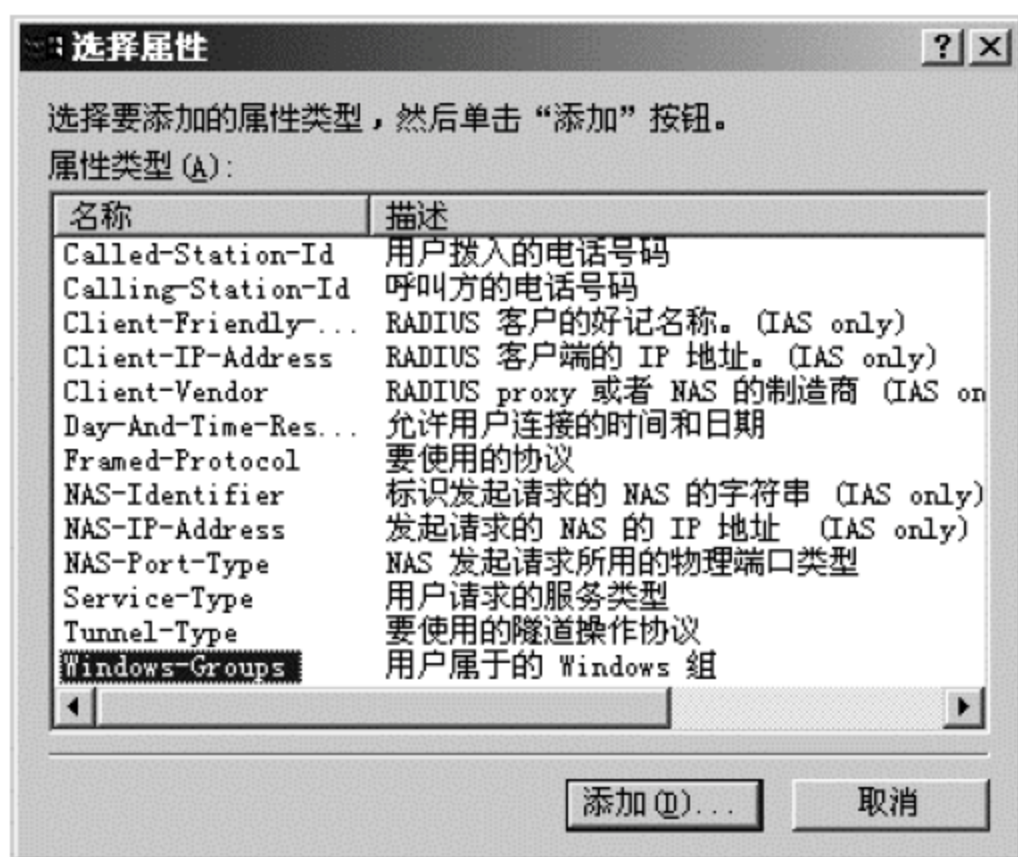 选择属性
选择要添加的属性类型，然后单击“添加”按钮。
属性类型(A):
名称 描述
Called-Station-Id 用户拨入的电话号码
Calling-Station-Id 呼叫方的电话号码
Client-Friendly-... RADIUS 客户的好记名称。(IAS only)
Client-IP-Address RADIUS 客户端的 IP 地址。(IAS only)
Client-Vendor RADIUS proxy 或者 NAS 的制造商 (IAS on
Day-And-Time-Res... 允许用户连接的时间和日期
Framed-Protocol 要使用的协议
NAS-Identifier 标识发起请求的 NAS 的字符串 (IAS only)
NAS-IP-Address 发起请求的 NAS 的 IP 地址 (IAS only)
NAS-Port-Type NAS 发起请求所用的物理端口类型
Service-Type 用户请求的服务类型
Tunnel-Type 要使用的隧道操作协议
Windows-Groups 用户属于的 Windows 组
添加(D)... 取消